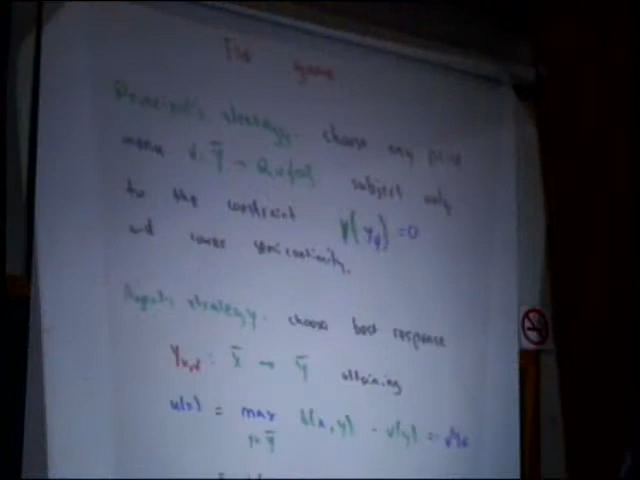 The game
Principal's strategy: choose any price
menu v: Ȳ → R ∪ {∞} subject only
to the constraint v(y_φ) = 0
and lower semicontinuity.
Agent's strategy: choose best response
: X̄ → Ȳ attaining
u(x) = max b(x,y) - v(y)
y∈Ȳ